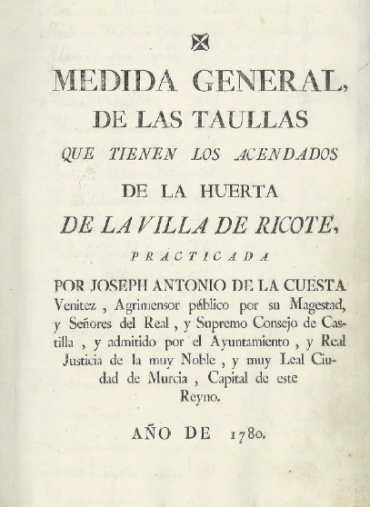 MEDIDA GENERAL,
DE LAS TAULLAS
QUE TIENEN LOS ACENDADOS
DE LA HUERTA
DE LA VILLA DE RICOTE,
PRACTICADA
POR JOSEPH ANTONIO DE LA CUESTA
Venitez, Agrimensor público por su Magestad,
y Señores del Real, y Supremo Consejo de Cas-
tilla, y admitido por el Ayuntamiento, y Real
Justicia de la muy Noble, y muy Leal Ciu-
dad de Murcia, Capital de este
Reyno.
AÑO DE 1780.